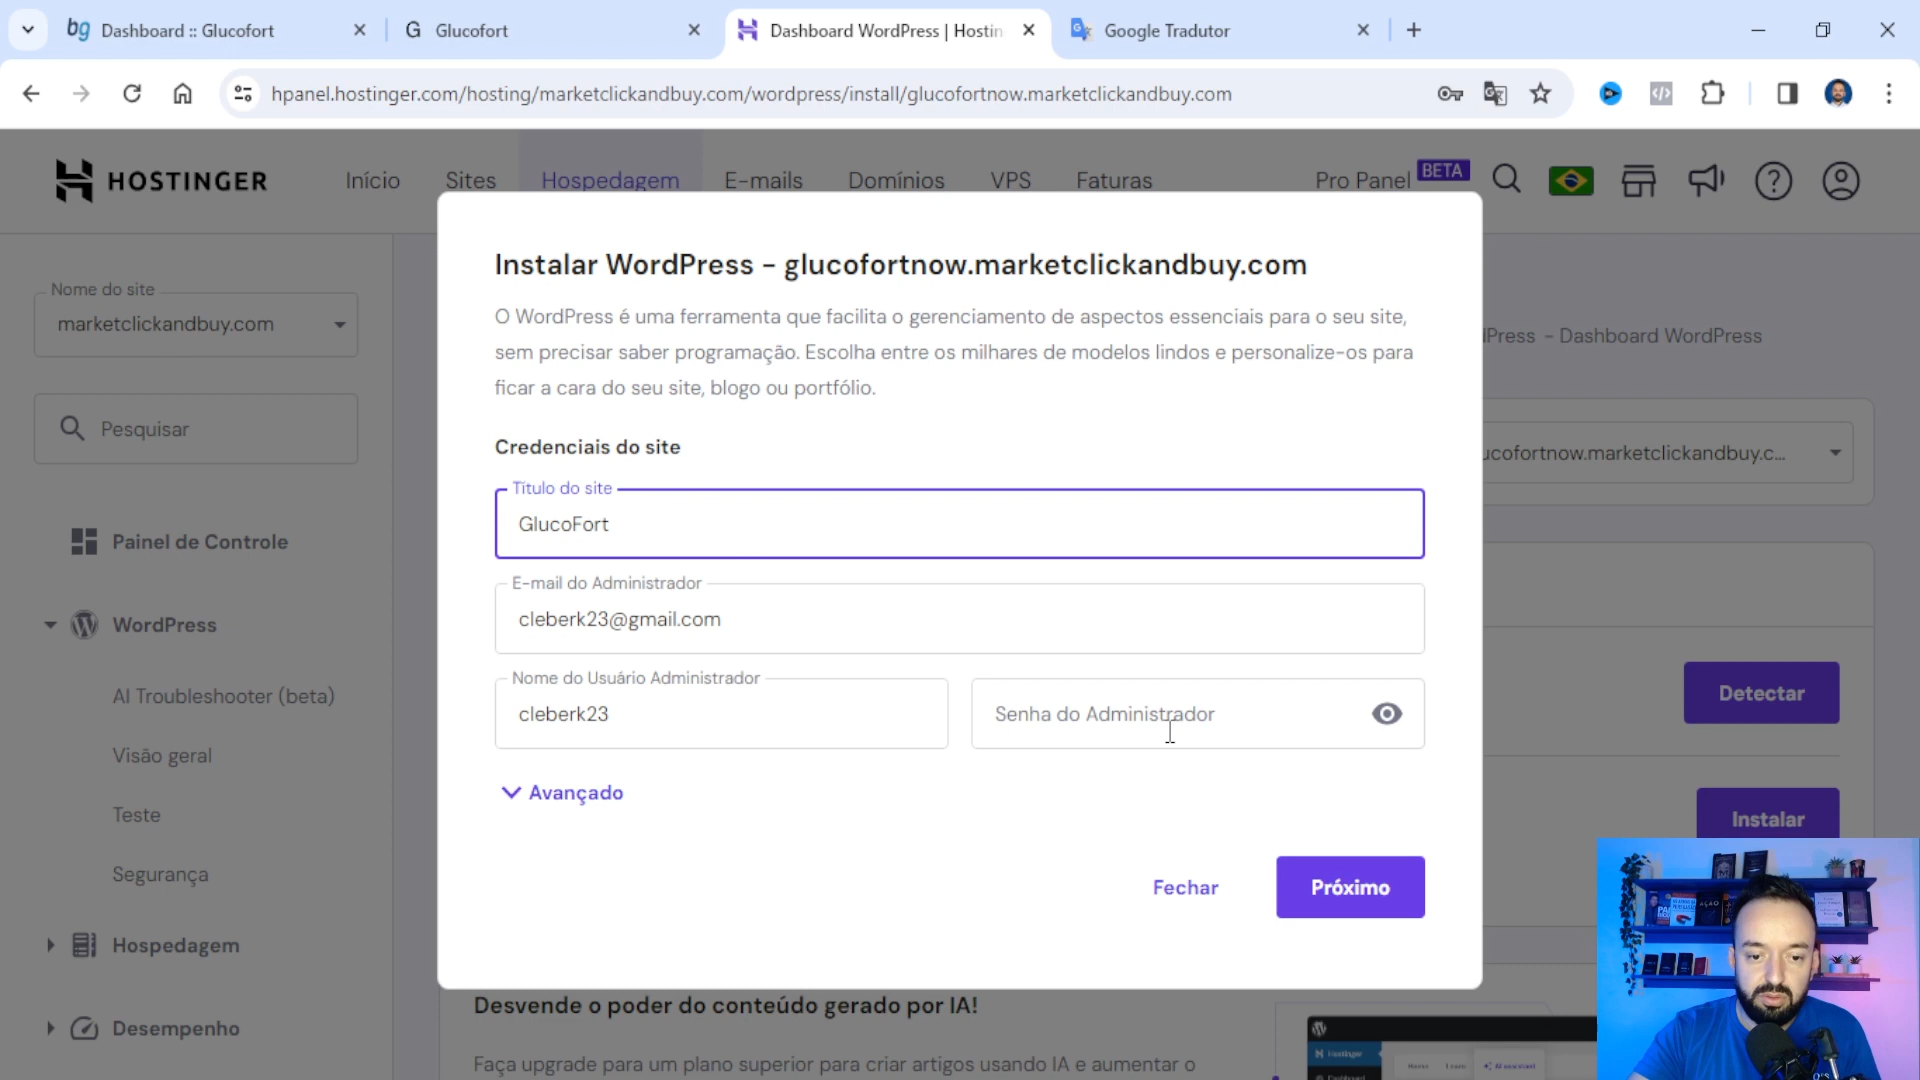 Dashboard :: Glucofort
Glucofort
Dashboard WordPress | Hostin
Google Tradutor
hpanel.hostinger.com/hosting/marketclickandbuy.com/wordpress/install/glucofortnow.marketclickandbuy.com
HOSTINGER
Início
Sites
Hospedagem
E-mails
Domínios
VPS
Faturas
Pro Panel
BETA
Nome do site
marketclickandbuy.com
Pesquisar
Painel de Controle
WordPress
AI Troubleshooter (beta)
Visão geral
Teste
Segurança
Hospedagem
Desempenho
Instalar WordPress - glucofortnow.marketclickandbuy.com
O WordPress é uma ferramenta que facilita o gerenciamento de aspectos essenciais para o seu site,
sem precisar saber programação. Escolha entre os milhares de modelos lindos e personalize-os para
ficar a cara do seu site, blogo ou portfólio.
Credenciais do site
Título do site
GlucoFort
E-mail do Administrador
cleberk23@gmail.com
Nome do Usuário Administrador
cleberk23
Senha do Administrador
Avançado
Fechar
Próximo
- Dashboard WordPress
ucofortnow.marketclickandbuy.c...
Detectar
Instalar
Desvende o poder do conteúdo gerado por IA!
Faça upgrade para um plano superior para criar artigos usando IA e aumentar o
Hostinger
AI assistant